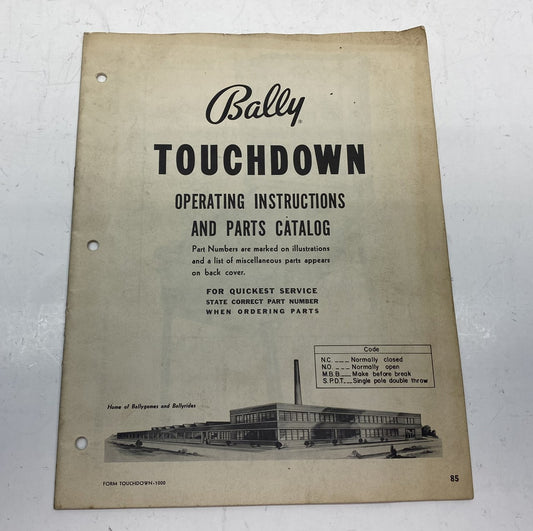 Bally®
TOUCHDOWN
OPERATING INSTRUCTIONS
AND PARTS CATALOG
Part Numbers are marked on illustrations
and a list of miscellaneous parts appears
on back cover.
FOR QUICKEST SERVICE
STATE CORRECT PART NUMBER
WHEN ORDERING PARTS
Code
N.C. ___ Normally closed
N.O. ___ Normally open
M.B.B.___ Make before break
S.P.D.T.__ Single pole double throw
Home of Ballygames and Ballyrides
FORM TOUCHDOWN-1000
85